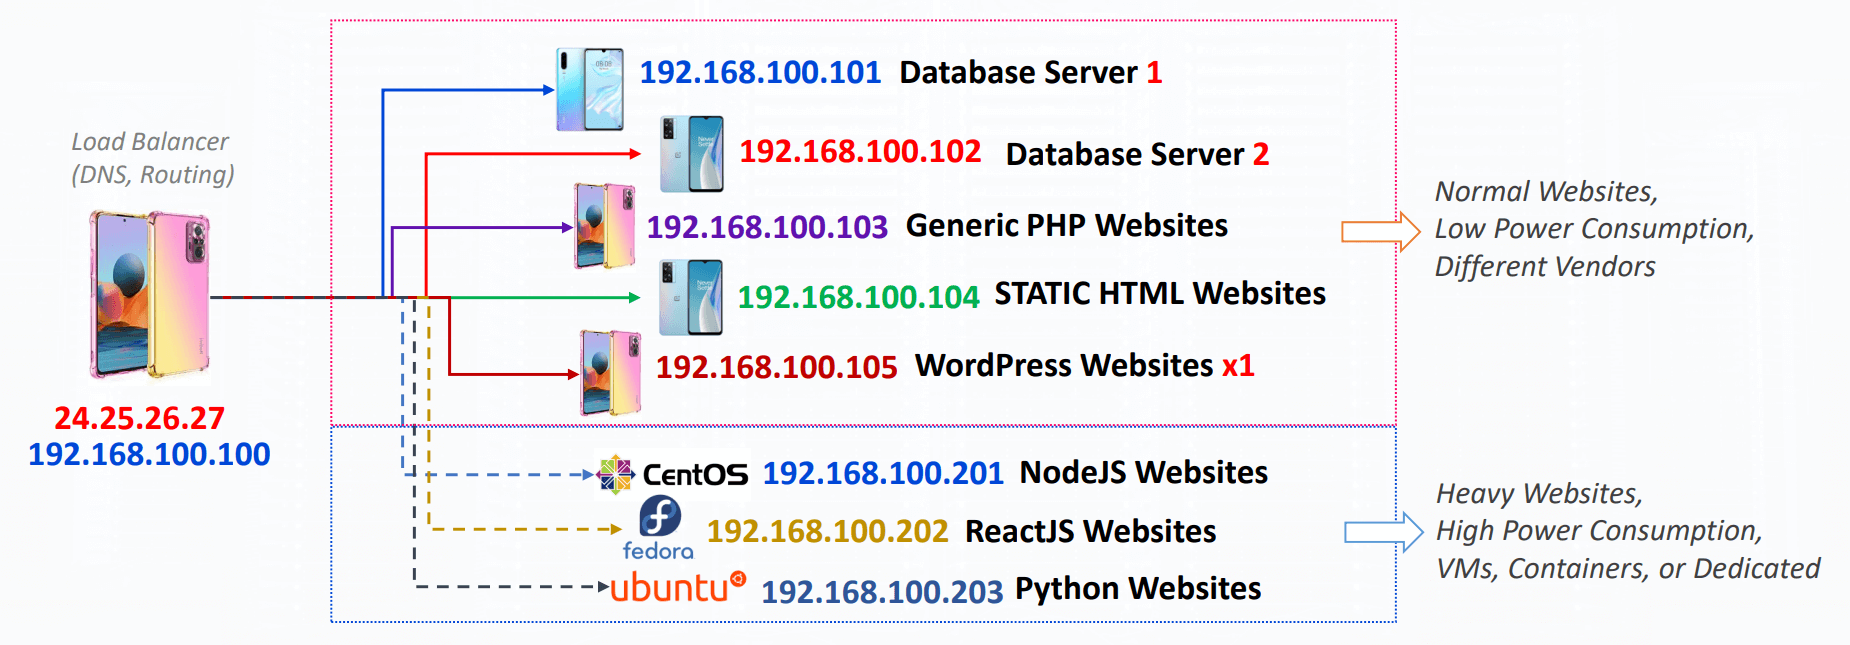 Load Balancer
(DNS, Routing)
24.25.26.27
192.168.100.100
192.168.100.101 Database Server 1
192.168.100.102 Database Server 2
192.168.100.103 Generic PHP Websites
192.168.100.104 STATIC HTML Websites
192.168.100.105 WordPress Websites x1
Normal Websites,
Low Power Consumption,
Different Vendors
CentOS 192.168.100.201 NodeJS Websites
fedora 192.168.100.202 ReactJS Websites
ubuntu 192.168.100.203 Python Websites
Heavy Websites,
High Power Consumption,
VMs, Containers, or Dedicated